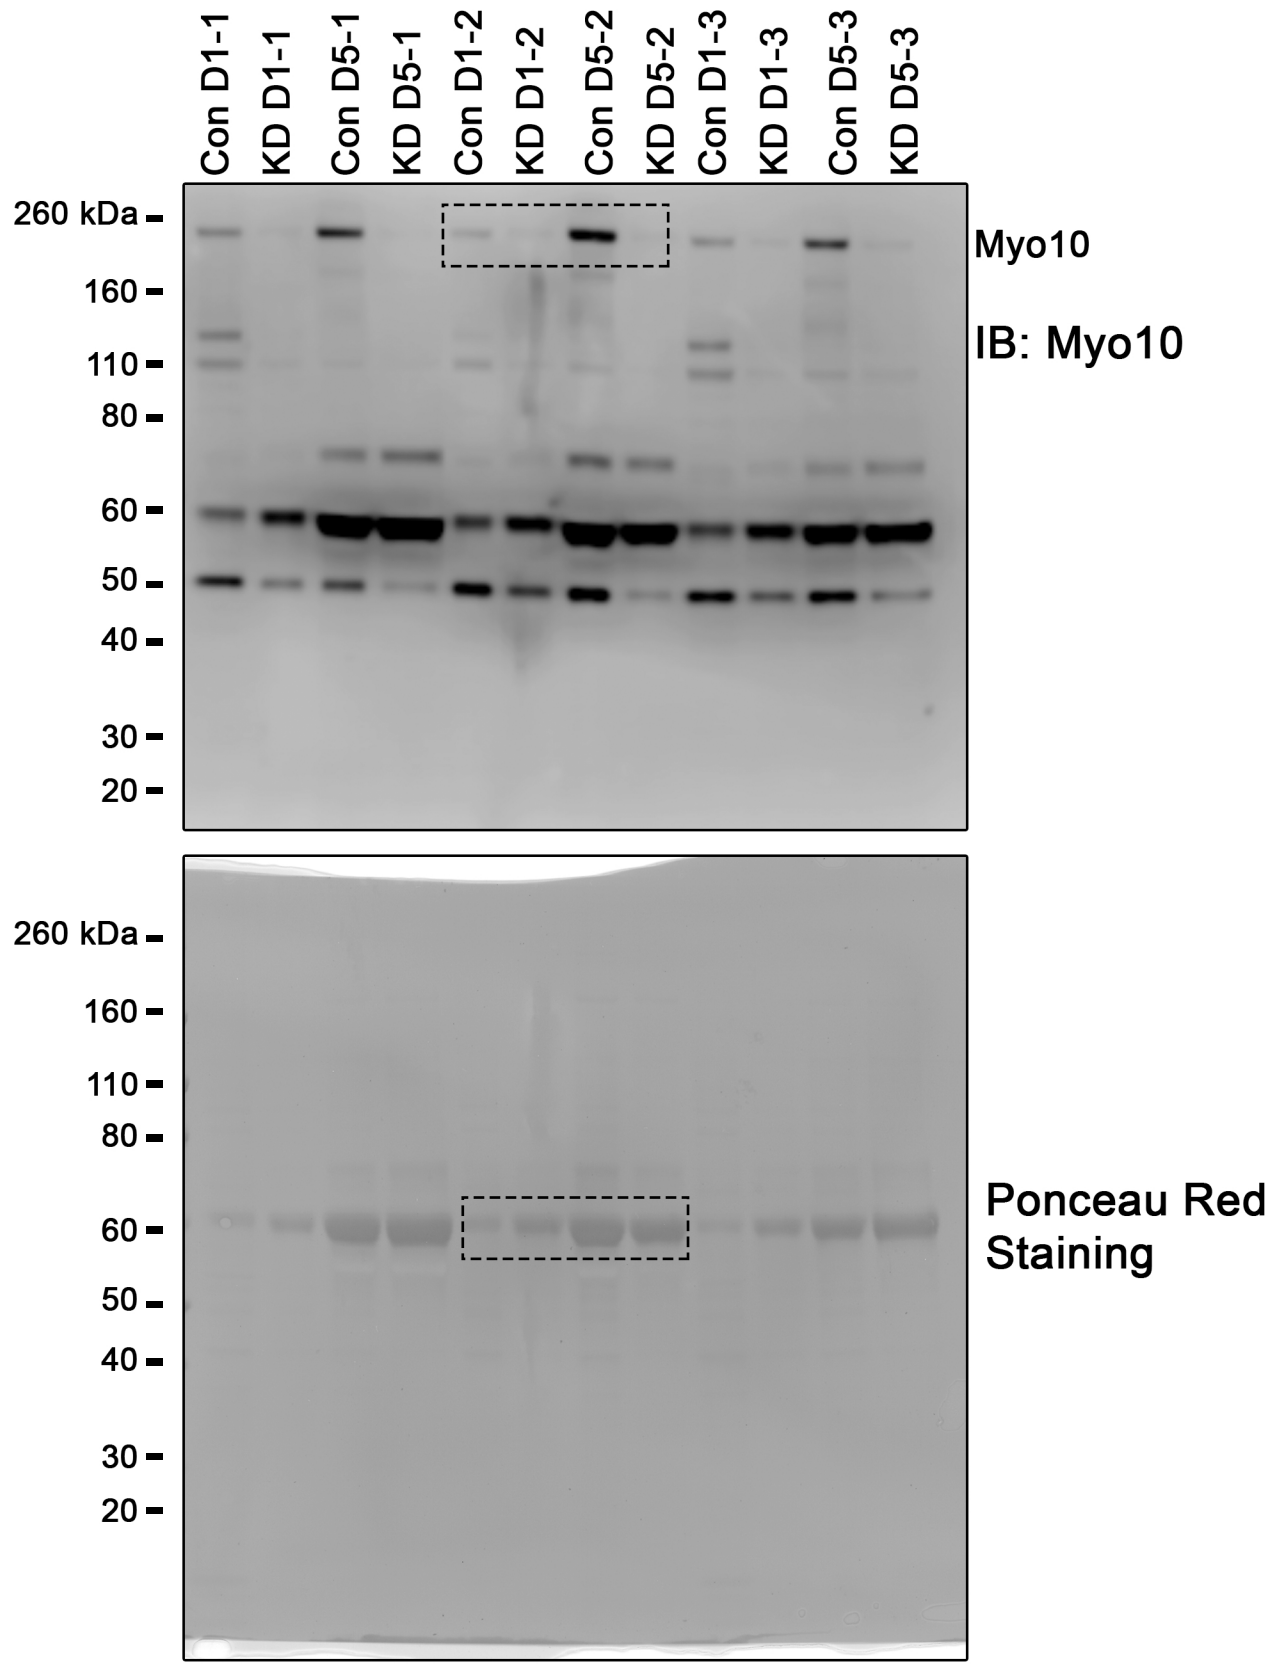 Con D1-1
KD D1-1
Con D5-1
KD D5-1
Con D1-2
KD D1-2
Con D5-2
KD D5-2
Con D1-3
KD D1-3
Con D5-3
KD D5-3
260 kDa
160
110
80
60
50
40
30
20
Myo10
IB: Myo10
260 kDa
160
110
80
60
50
40
30
20
Ponceau Red
Staining